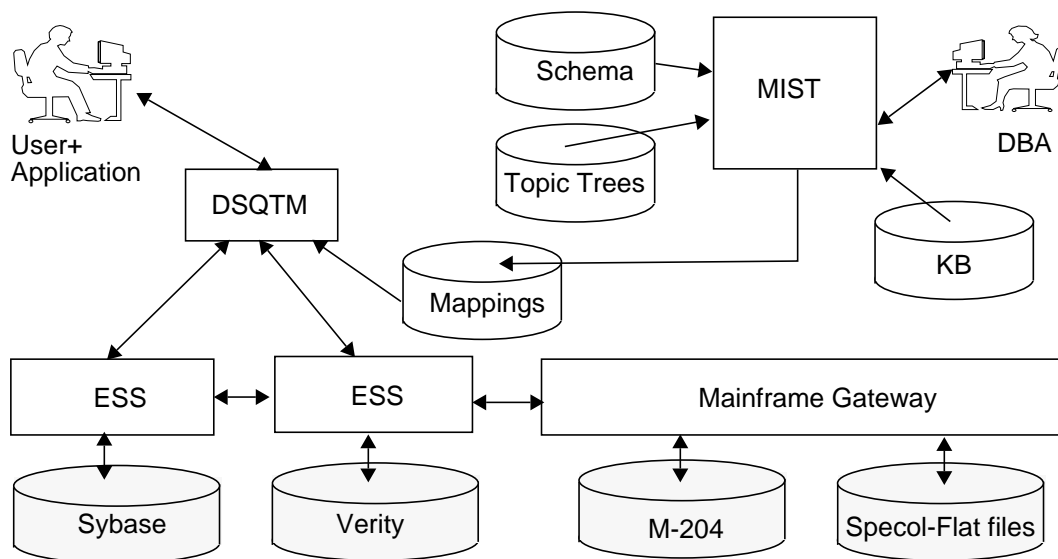 Schema
MIST
User+
Application
DBA
Topic Trees
DSQTM
KB
Mappings
ESS
ESS
Mainframe Gateway
Sybase
Verity
M-204
Specol-Flat files